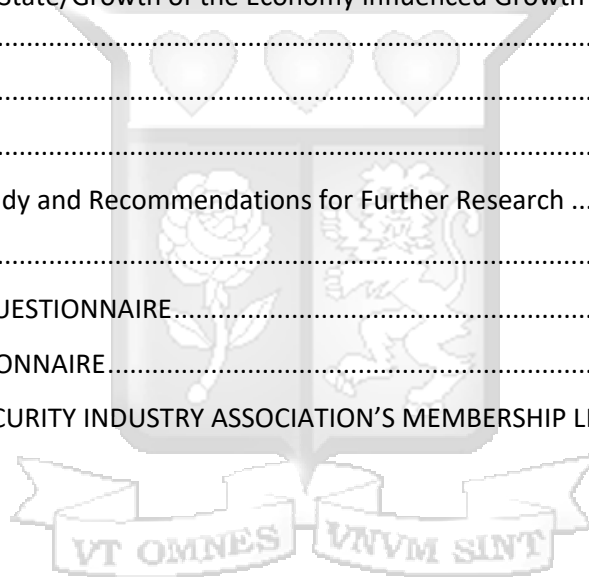 State/Growth of the Economy Influenced Growth
................................................................
................................................................
................................................................
dy and Recommendations for Further Research ...
................................................................
UESTIONNAIRE................................................
ONNAIRE.........................................................
CURITY INDUSTRY ASSOCIATION’S MEMBERSHIP LI
VT OMNES VNVM SINT